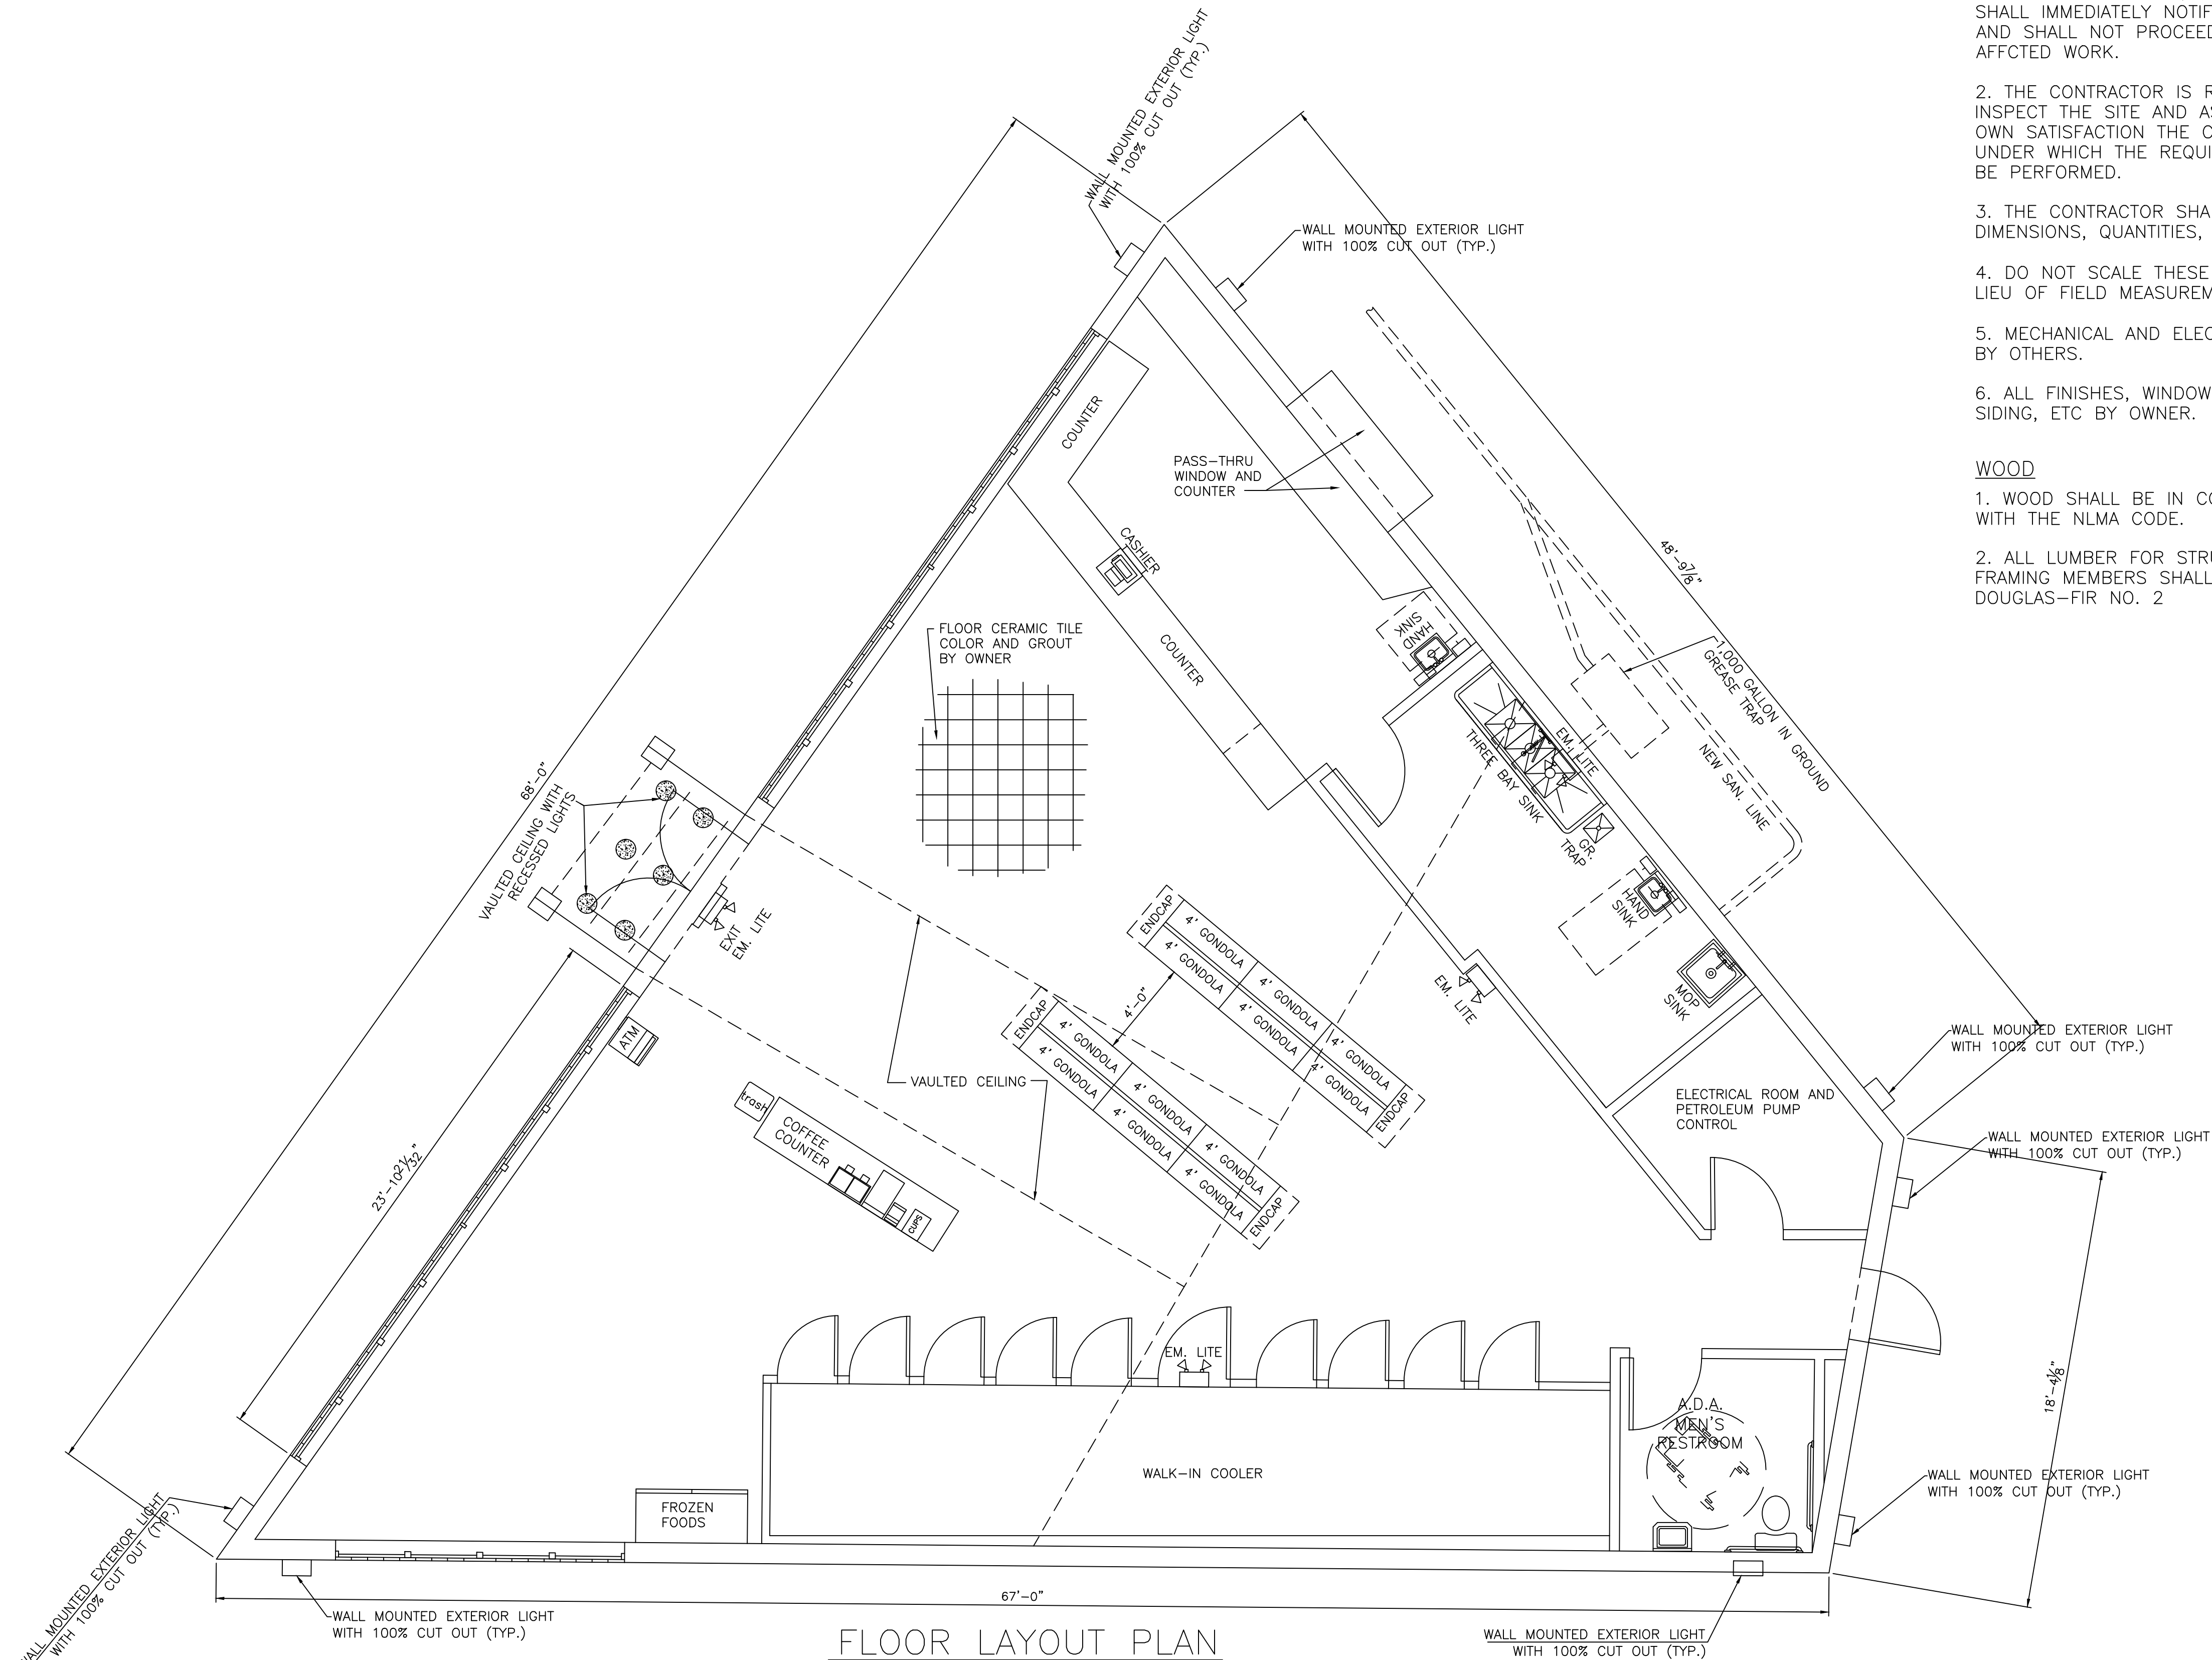 SHALL IMMEDIATELY NOTIF
AND SHALL NOT PROCEED
AFFCTED WORK.
2. THE CONTRACTOR IS R
INSPECT THE SITE AND AS
OWN SATISFACTION THE C
UNDER WHICH THE REQUI
BE PERFORMED.
3. THE CONTRACTOR SHA
DIMENSIONS, QUANTITIES,
4. DO NOT SCALE THESE
LIEU OF FIELD MEASUREM
5. MECHANICAL AND ELEC
BY OTHERS.
6. ALL FINISHES, WINDOW
SIDING, ETC BY OWNER.
WOOD
1. WOOD SHALL BE IN CO
WITH THE NLMA CODE.
2. ALL LUMBER FOR STRU
FRAMING MEMBERS SHALL
DOUGLAS-FIR NO. 2
WALL MOUNTED EXTERIOR LIGHT
WITH 100% CUT OUT (TYP.)
WALL MOUNTED EXTERIOR LIGHT
WITH 100% CUT OUT (TYP.)
COUNTER
PASS-THRU
WINDOW AND
COUNTER
48'-9 7/8"
CASHIER
FLOOR CERAMIC TILE
COLOR AND GROUT
BY OWNER
COUNTER
HAND
SINK
1,000 GALLON IN GROUND
GREASE TRAP
EM. LITE
THREE BAY SINK
NEW SAN. LINE
GR.
TRAP
68'-0"
VAULTED CEILING WITH
RECESSED LIGHTS
EXIT
EM. LITE
HAND
SINK
MOP
SINK
EM. LITE
ENDCAP
4' GONDOLA
4' GONDOLA
4' GONDOLA
4' GONDOLA
4' GONDOLA
4' GONDOLA
ENDCAP
4'-0"
ENDCAP
4' GONDOLA
4' GONDOLA
4' GONDOLA
4' GONDOLA
4' GONDOLA
4' GONDOLA
ENDCAP
ATM
VAULTED CEILING
trash
COFFEE
COUNTER
CUPS
WALL MOUNTED EXTERIOR LIGHT
WITH 100% CUT OUT (TYP.)
ELECTRICAL ROOM AND
PETROLEUM PUMP
CONTROL
WALL MOUNTED EXTERIOR LIGHT
WITH 100% CUT OUT (TYP.)
23'-10 21/32"
EM. LITE
18'-4 1/8"
A.D.A.
MEN'S
RESTROOM
WALK-IN COOLER
FROZEN
FOODS
WALL MOUNTED EXTERIOR LIGHT
WITH 100% CUT OUT (TYP.)
WALL MOUNTED EXTERIOR LIGHT
WITH 100% CUT OUT (TYP.)
67'-0"
WALL MOUNTED EXTERIOR LIGHT
WITH 100% CUT OUT (TYP.)
WALL MOUNTED EXTERIOR LIGHT
WITH 100% CUT OUT (TYP.)
FLOOR LAYOUT PLAN